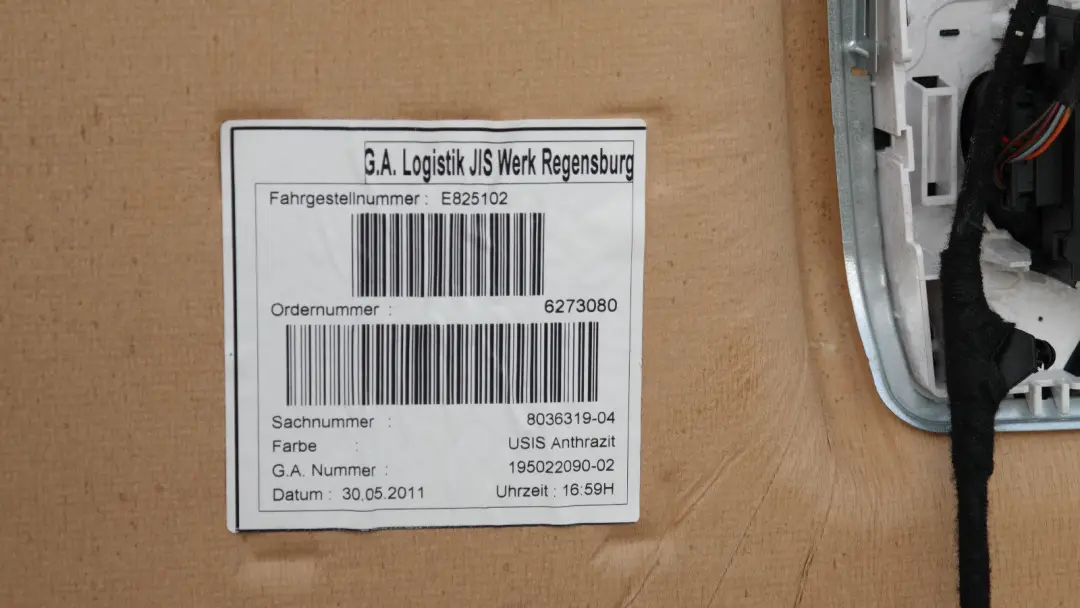 G.A. Logistik JIS Werk Regensburg
Fahrgestellnummer : E825102
Ordernummer : 6273080
Sachnummer : 8036319-04
Farbe : USIS Anthrazit
G.A. Nummer : 195022090-02
Datum : 30.05.2011 Uhrzeit : 16:59H